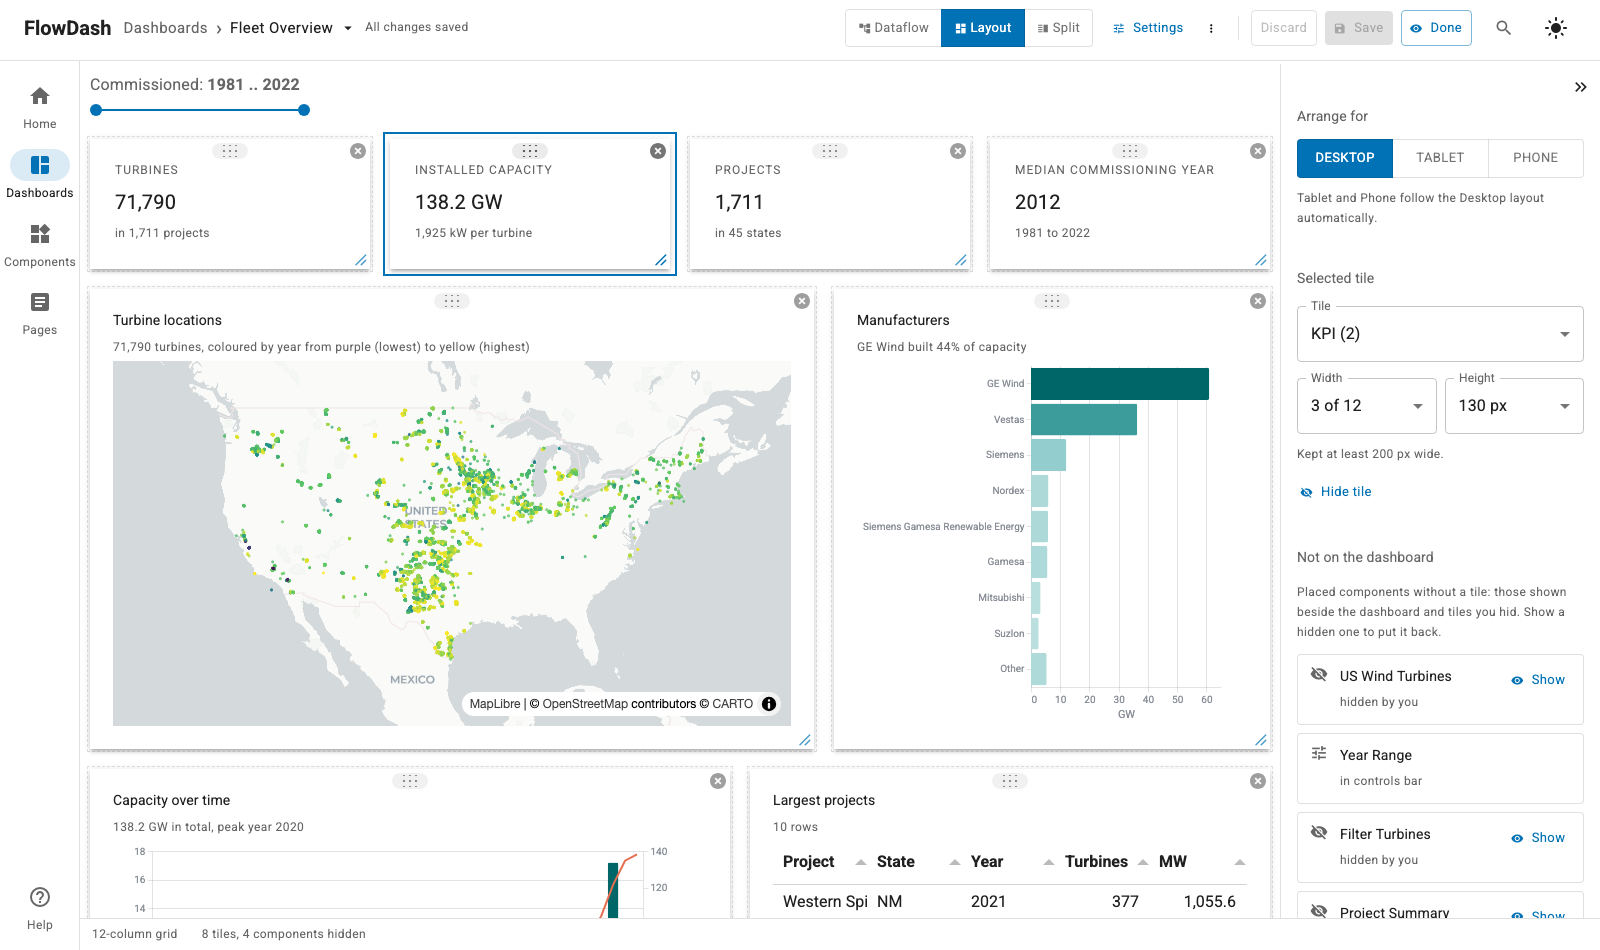 FlowDash Dashboards › Fleet Overview All changes saved
Dataflow Layout Split Settings Discard Save Done
Home
Dashboards
Components
Pages
Help
Commissioned: 1981 .. 2022
TURBINES
71,790
in 1,711 projects
INSTALLED CAPACITY
138.2 GW
1,925 kW per turbine
PROJECTS
1,711
in 45 states
MEDIAN COMMISSIONING YEAR
2012
1981 to 2022
Turbine locations
71,790 turbines, coloured by year from purple (lowest) to yellow (highest)
UNITED
STATES
MEXICO
MapLibre | © OpenStreetMap contributors © CARTO
Manufacturers
GE Wind built 44% of capacity
GE Wind
Vestas
Siemens
Nordex
Siemens Gamesa Renewable Energy
Gamesa
Mitsubishi
Suzlon
Other
0 10 20 30 40 50 60
GW
Capacity over time
138.2 GW in total, peak year 2020
18 140
16 120
14
Largest projects
10 rows
Project State Year Turbines MW
Western Spi NM 2021 377 1,055.6
Arrange for
DESKTOP TABLET PHONE
Tablet and Phone follow the Desktop layout
automatically.
Selected tile
Tile
KPI (2)
Width Height
3 of 12 130 px
Kept at least 200 px wide.
Hide tile
Not on the dashboard
Placed components without a tile: those shown
beside the dashboard and tiles you hid. Show a
hidden one to put it back.
US Wind Turbines Show
hidden by you
Year Range
in controls bar
Filter Turbines Show
hidden by you
Project Summary Show
12-column grid 8 tiles, 4 components hidden